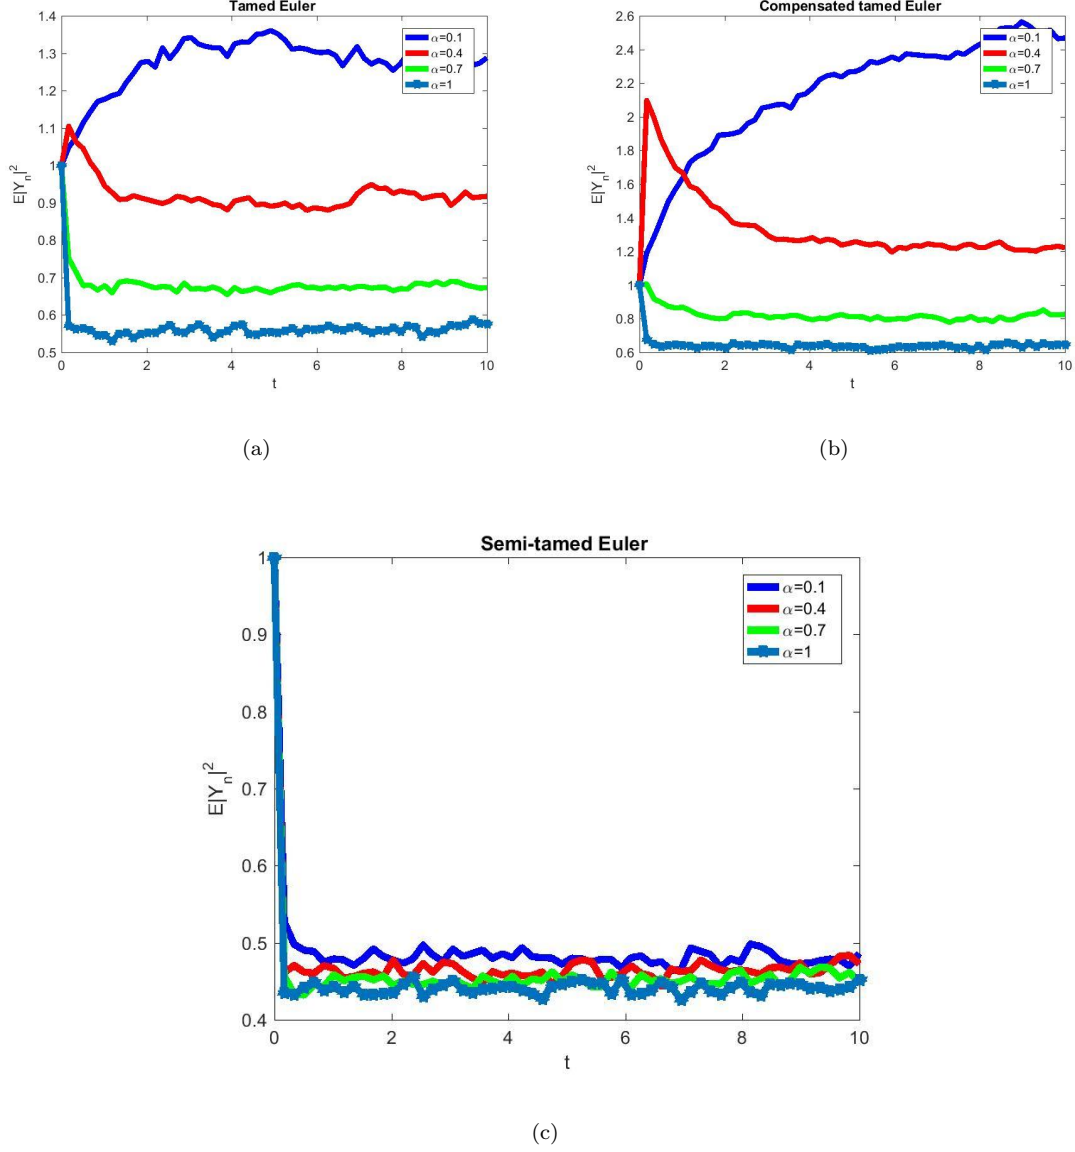 Tamed Euler
1.4
1.3
1.2
1.1
1
0.9
0.8
0.7
0.6
0.5
E|Y_n|^2
α=0.1
α=0.4
α=0.7
α=1
0 2 4 6 8 10
t
(a)
Compensated tamed Euler
2.6
2.4
2.2
2
1.8
1.6
1.4
1.2
1
0.8
0.6
E|Y_n|^2
α=0.1
α=0.4
α=0.7
α=1
0 2 4 6 8 10
t
(b)
Semi-tamed Euler
1
0.9
0.8
0.7
0.6
0.5
0.4
E|Y_n|^2
α=0.1
α=0.4
α=0.7
α=1
0 2 4 6 8 10
t
(c)